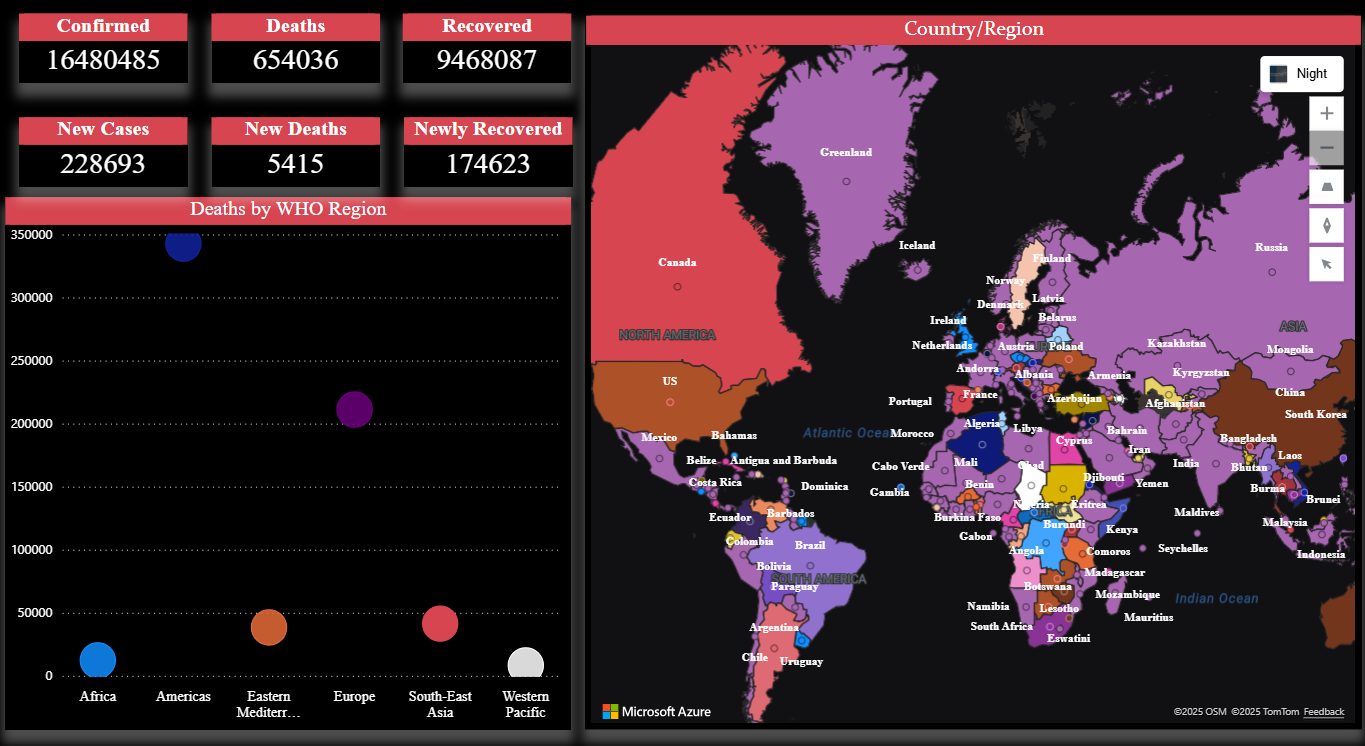 Confirmed
16480485
Deaths
654036
Recovered
9468087
New Cases
228693
New Deaths
5415
Newly Recovered
174623
Deaths by WHO Region
350000
300000
250000
200000
150000
100000
50000
0
Africa
Americas
Eastern
Mediterr…
Europe
South-East
Asia
Western
Pacific
Country/Region
Night
Greenland
Iceland
Russia
Canada
Finland
Norway
Denmark
Latvia
Ireland
Belarus
NORTH AMERICA
ASIA
Netherlands
Austria
Poland
Kazakhstan
Mongolia
Andorra
Albania
Armenia
Kyrgyzstan
US
France
China
Portugal
Azerbaijan
Afghanistan
South Korea
Atlantic Ocea
Morocco
Algeria
Libya
Bahrain
Mexico
Bahamas
Cyprus
Bangladesh
Iran
Laos
Belize
Antigua and Barbuda
Cabo Verde
Mali
Chad
India
Bhutan
Costa Rica
Dominica
Gambia
Benin
Djibouti
Yemen
Burma
Brunei
Nigeria
Eritrea
Maldives
Ecuador
Barbados
Burkina Faso
Burundi
Kenya
Malaysia
Colombia
Brazil
Gabon
Angola
Comoros
Seychelles
Indonesia
Bolivia
SOUTH AMERICA
Paraguay
Botswana
Madagascar
Mozambique
Indian Ocean
Namibia
Lesotho
Mauritius
Argentina
South Africa
Eswatini
Chile
Uruguay
Microsoft Azure
©2025 OSM ©2025 TomTom Feedback